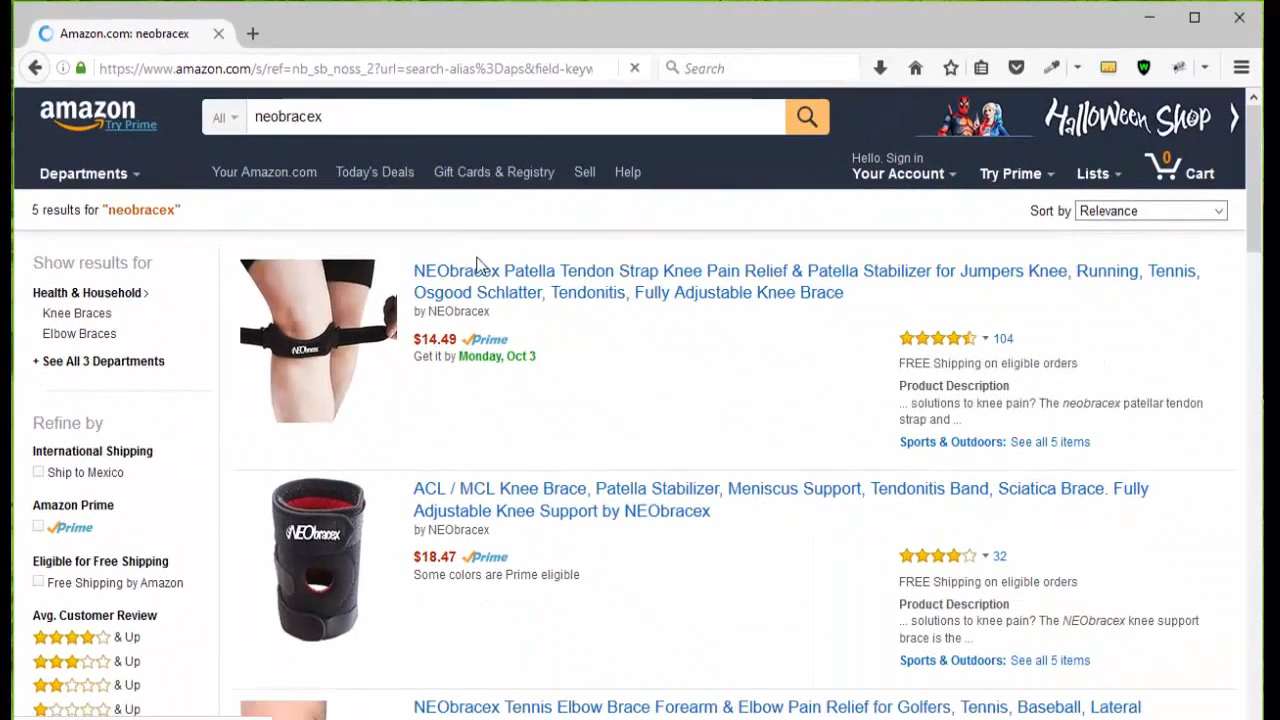 Amazon.com: neobracex
https://www.amazon.com/s/ref=nb_sb_noss_2?url=search-alias%3Daps&field-keyw
Search
amazon
Try Prime
All
neobracex
Halloween Shop
Departments
Your Amazon.com
Today's Deals
Gift Cards & Registry
Sell
Help
Hello. Sign in
Your Account
Try Prime
Lists
0
Cart
5 results for "neobracex"
Sort by
Relevance
Show results for
Health & Household
Knee Braces
Elbow Braces
+ See All 3 Departments
Refine by
International Shipping
Ship to Mexico
Amazon Prime
Prime
Eligible for Free Shipping
Free Shipping by Amazon
Avg. Customer Review
& Up
& Up
& Up
& Up
NEObracex
NEObracex Patella Tendon Strap Knee Pain Relief & Patella Stabilizer for Jumpers Knee, Running, Tennis,
Osgood Schlatter, Tendonitis, Fully Adjustable Knee Brace
by NEObracex
$14.49 Prime
Get it by Monday, Oct 3
104
FREE Shipping on eligible orders
Product Description
... solutions to knee pain? The neobracex patellar tendon
strap and ...
Sports & Outdoors: See all 5 items
NEObracex
ACL / MCL Knee Brace, Patella Stabilizer, Meniscus Support, Tendonitis Band, Sciatica Brace. Fully
Adjustable Knee Support by NEObracex
by NEObracex
$18.47 Prime
Some colors are Prime eligible
32
FREE Shipping on eligible orders
Product Description
... solutions to knee pain? The NEObracex knee support
brace is the ...
Sports & Outdoors: See all 5 items
NEObracex Tennis Elbow Brace Forearm & Elbow Pain Relief for Golfers, Tennis, Baseball, Lateral